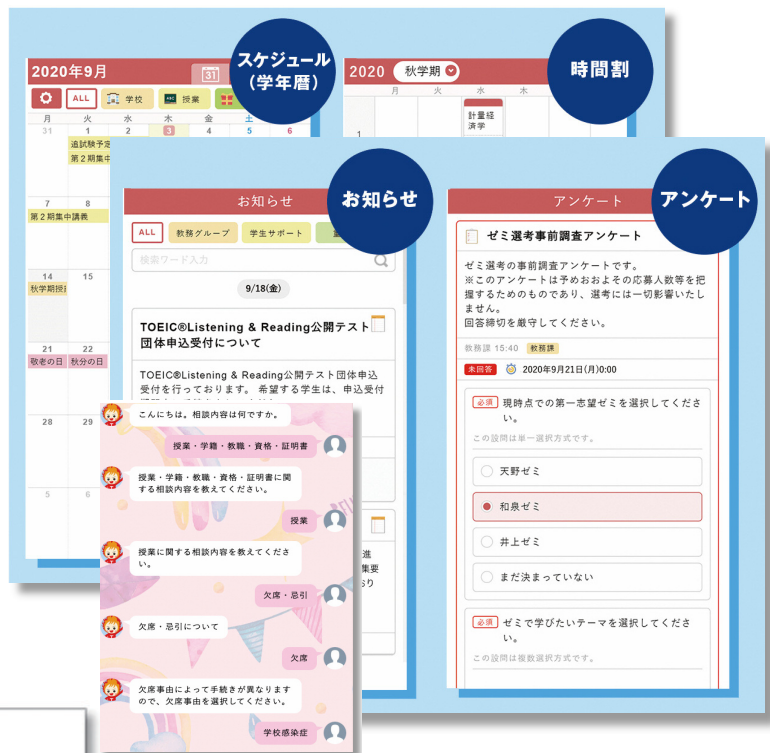 スケジュール
(学年暦)
2020年9月
31
ALL
学校
授業
月 火 水 木 金 土
31 1 2 3 4 5 6
追試験予定
第2期集中
7 8
第2期集中講義
14 15
秋学期授
21 22
敬老の日 秋分の日
28 29
5 6
時間割
2020 秋学期
月 火 水 木
1
計量経
済学
お知らせ
お知らせ
ALL
教務グループ
学生サポート
検索ワード入力
9/18(金)
TOEIC®Listening & Reading公開テスト
団体申込受付について
TOEIC®Listening & Reading公開テスト団体申込
受付を行っております。 希望する学生は、申込受付
進
集要
おり
アンケート
アンケート
ゼミ選考事前調査アンケート
ゼミ選考の事前調査アンケートです。
※このアンケートは予めおおよその応募人数等を把
握するためのものであり、選考には一切影響いたし
ません。
回答締切を厳守してください。
教務課 15:40 教務課
未回答 2020年9月21日(月)0:00
必須 現時点での第一志望ゼミを選択してくださ
い。
この設問は単一選択方式です。
天野ゼミ
和泉ゼミ
井上ゼミ
まだ決まっていない
必須 ゼミで学びたいテーマを選択してくださ
い。
この設問は複数選択方式です。
こんにちは。相談内容は何ですか。
授業・学籍・教職・資格・証明書
授業・学籍・教職・資格・証明書に関
する相談内容を教えてください。
授業
授業に関する相談内容を教えてくださ
い。
欠席・忌引
欠席・忌引について
欠席
欠席事由によって手続きが異なります
ので、欠席事由を選択してください。
学校感染症